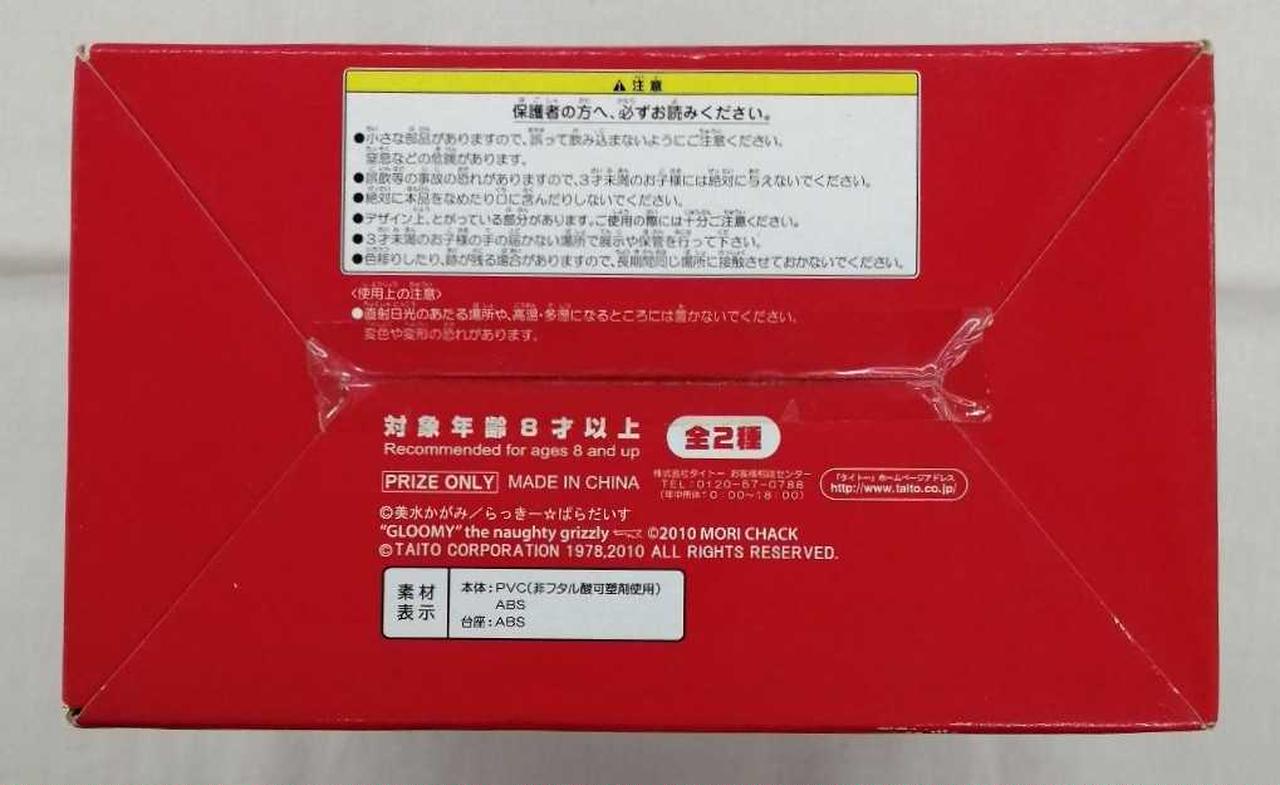 ⚠注意
保護者の方へ、必ずお読みください。
●小さな部品がありますので、誤って飲み込まないようにご注意ください。
窒息などの危険があります。
●誤飲等の事故の恐れがありますので、3才未満のお子様には絶対に与えないでください。
●絶対に本品をなめたり口に含んだりしないでください。
●デザイン上、とがっている部分があります。ご使用の際には十分ご注意ください。
●3才未満のお子様の手の届かない場所で展示や保管を行って下さい。
●色移りしたり、跡が残る場合がありますので、長期間同じ場所に接触させておかないでください。
〈使用上の注意〉
●直射日光のあたる場所や、高温・多湿になるところには置かないでください。
変色や変形の恐れがあります。
対象年齢8才以上 全2種
Recommended for ages 8 and up
PRIZE ONLY MADE IN CHINA
株式会社タイトー お客様相談センター
TEL:0120-57-0788
「タイトー」ホームページアドレス
http://www.taito.co.jp/
©美水かがみ/らっきー☆ぱらだいす
"GLOOMY" the naughty grizzly ©2010 MORI CHACK
©TAITO CORPORATION 1978,2010 ALL RIGHTS RESERVED.
素材表示
本体:PVC(非フタル酸可塑剤使用)
ABS
台座:ABS